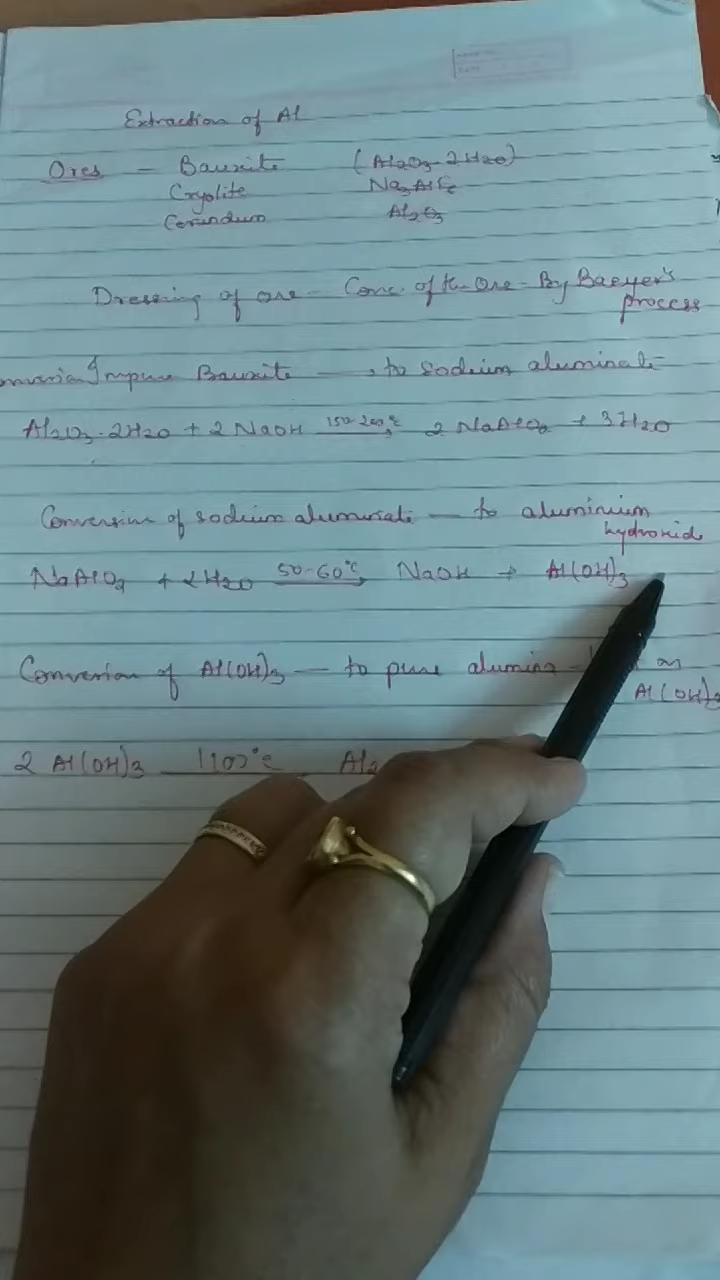 Extraction of Al
Ores - Bauxite (Al2O3.2H2O)
Cryolite Na3AlF6
Corundum Al2O3
Dressing of ore - Conc. of the Ore - By Baeyer's
process
Impure Bauxite → to sodium aluminate
Al2O3.2H2O + 2 NaOH 150-200°C → 2 NaAlO2 + 3H2O
Conversion of sodium aluminate — to aluminium
hydroxid
NaAlO2 + 2H2O 50-60°C → NaOH + Al(OH)3
Conversion of Al(OH)3 — to pure alumina - on
Al(OH)3
2 Al(OH)3 1100°C Al2